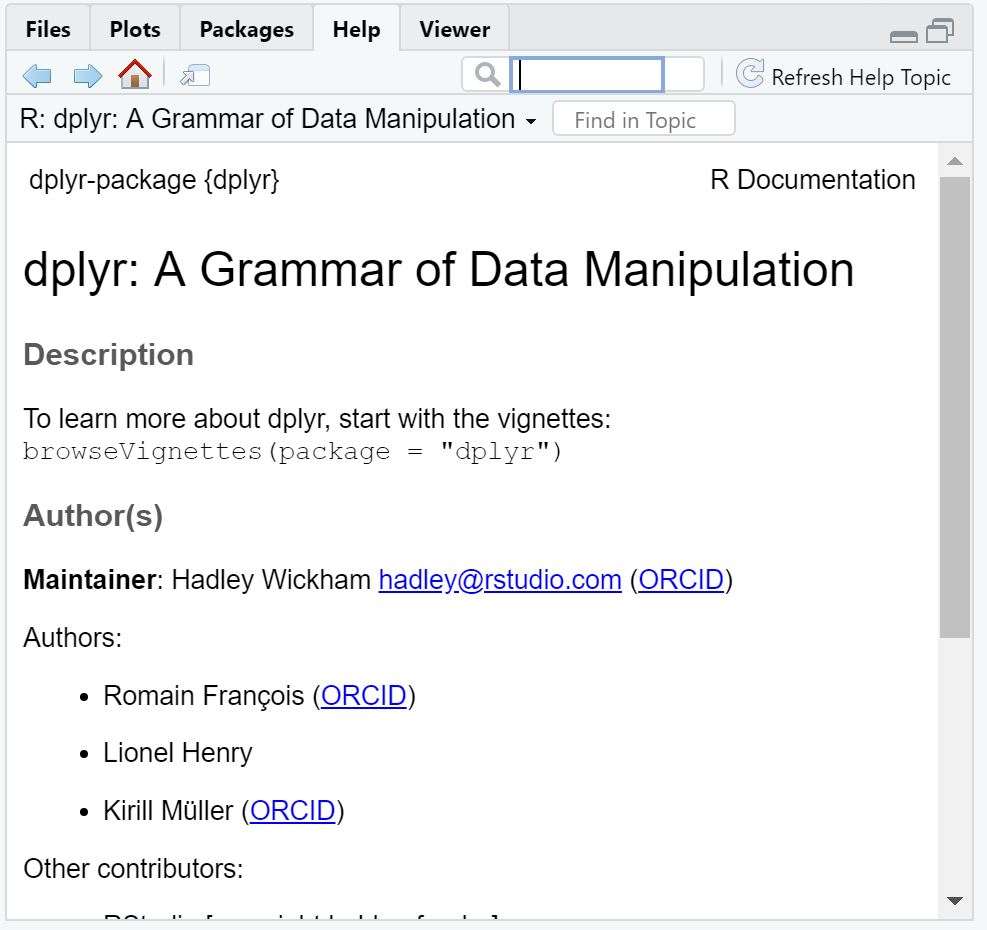 Files Plots Packages Help Viewer
Refresh Help Topic
R: dplyr: A Grammar of Data Manipulation Find in Topic
dplyr-package {dplyr} R Documentation
dplyr: A Grammar of Data Manipulation
Description
To learn more about dplyr, start with the vignettes:
browseVignettes(package = "dplyr")
Author(s)
Maintainer: Hadley Wickham hadley@rstudio.com (ORCID)
Authors:
• Romain François (ORCID)
• Lionel Henry
• Kirill Müller (ORCID)
Other contributors: